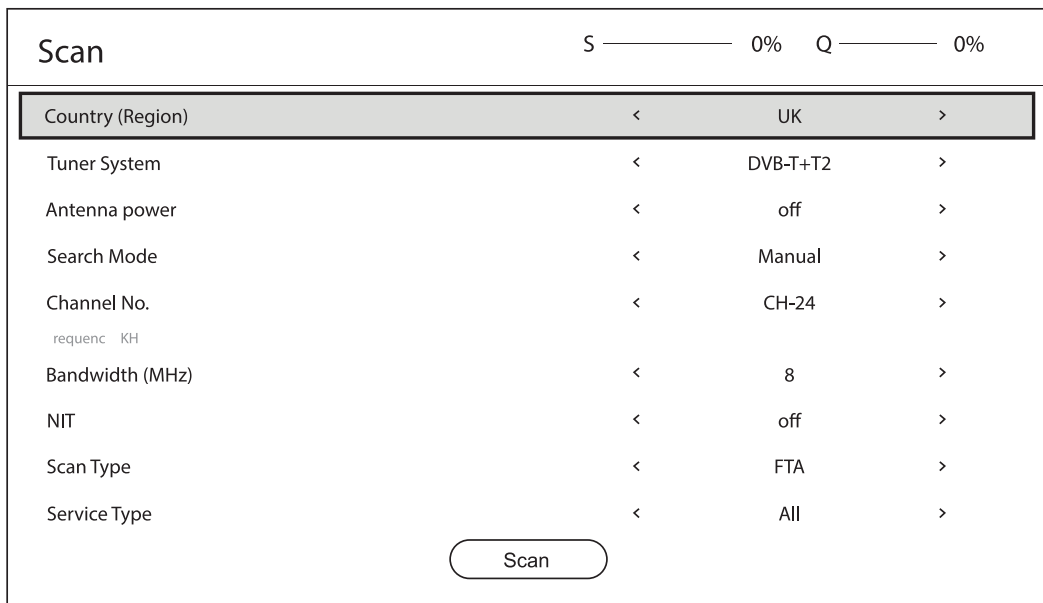 Scan S 0% Q 0%
Country (Region) < UK >
Tuner System < DVB-T+T2 >
Antenna power < off >
Search Mode < Manual >
Channel No. < CH-24 >
requenc KH
Bandwidth (MHz) < 8 >
NIT < off >
Scan Type < FTA >
Service Type < All >
Scan